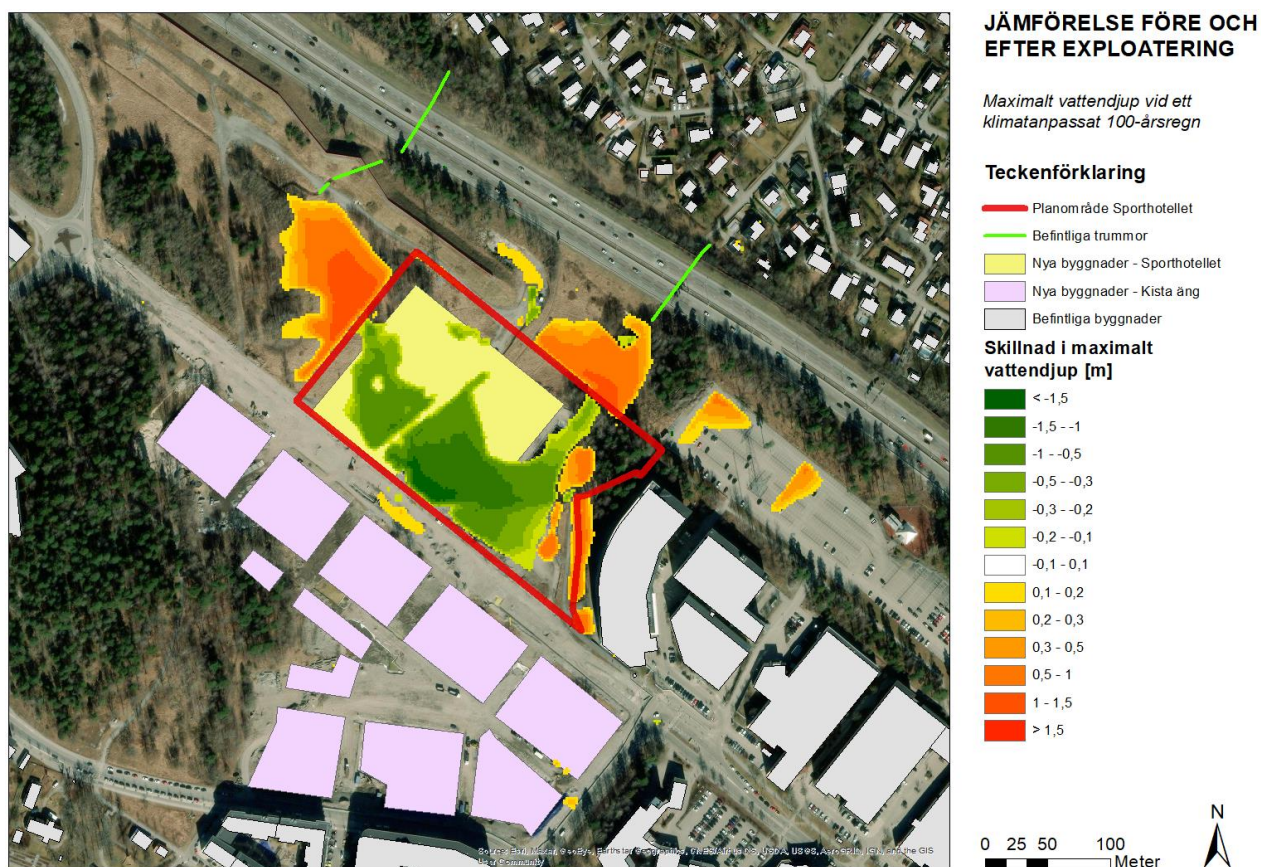 JÄMFÖRELSE FÖRE OCH
EFTER EXPLOATERING
Maximalt vattendjup vid ett
klimatanpassat 100-årsregn
Teckenförklaring
Planområde Sporthotellet
Befintliga trummor
Nya byggnader - Sporthotellet
Nya byggnader - Kista äng
Befintliga byggnader
Skillnad i maximalt
vattendjup [m]
< -1,5
-1,5 - -1
-1 - -0,5
-0,5 - -0,3
-0,3 - -0,2
-0,2 - -0,1
-0,1 - 0,1
0,1 - 0,2
0,2 - 0,3
0,3 - 0,5
0,5 - 1
1 - 1,5
> 1,5
N
0 25 50 100
Meter
User Community